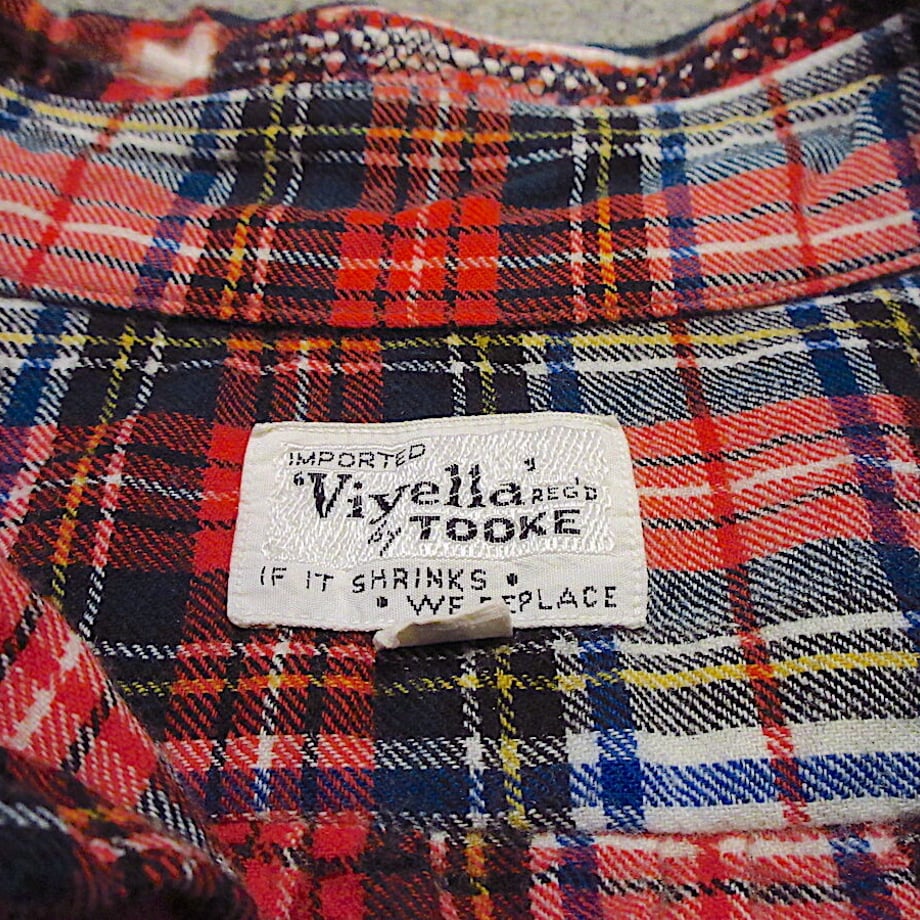 IMPORTED
'Viyella' REG'D
by TOOKE
IF IT SHRINKS •
• WE REPLACE